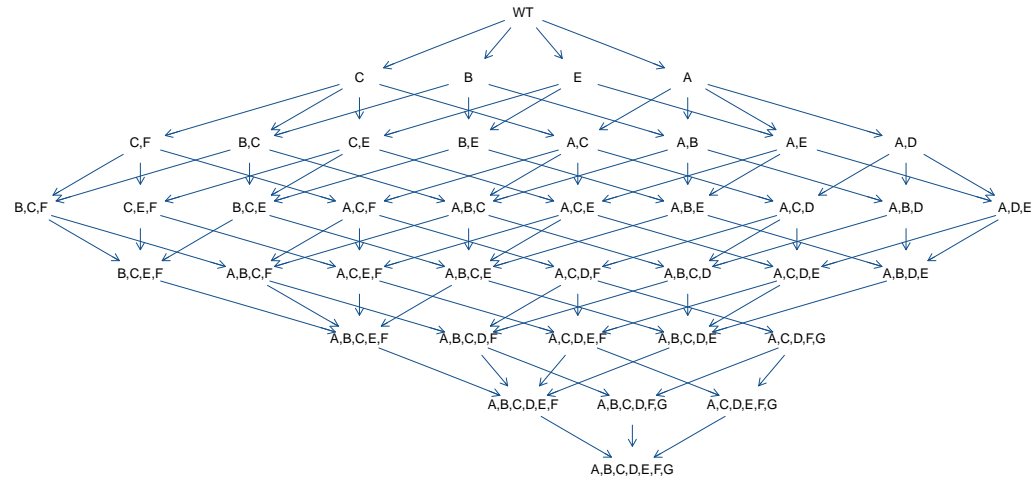 WT
C B E A
C,F B,C C,E B,E A,C A,B A,E A,D
B,C,F C,E,F B,C,E A,C,F A,B,C A,C,E A,B,E A,C,D A,B,D A,D,E
B,C,E,F A,B,C,F A,C,E,F A,B,C,E A,C,D,F A,B,C,D A,C,D,E A,B,D,E
A,B,C,E,F A,B,C,D,F A,C,D,E,F A,B,C,D,E A,C,D,F,G
A,B,C,D,E,F A,B,C,D,F,G A,C,D,E,F,G
A,B,C,D,E,F,G